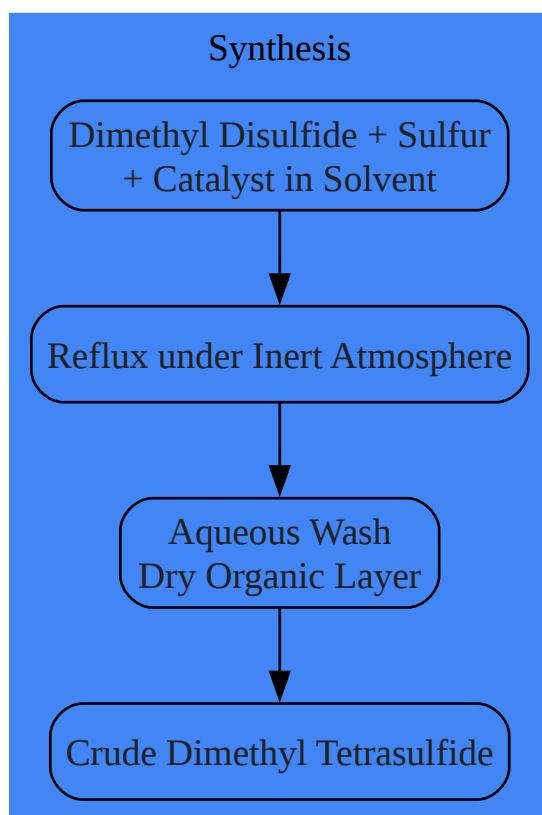 Synthesis
Dimethyl Disulfide + Sulfur
+ Catalyst in Solvent
Reflux under Inert Atmosphere
Aqueous Wash
Dry Organic Layer
Crude Dimethyl Tetrasulfide